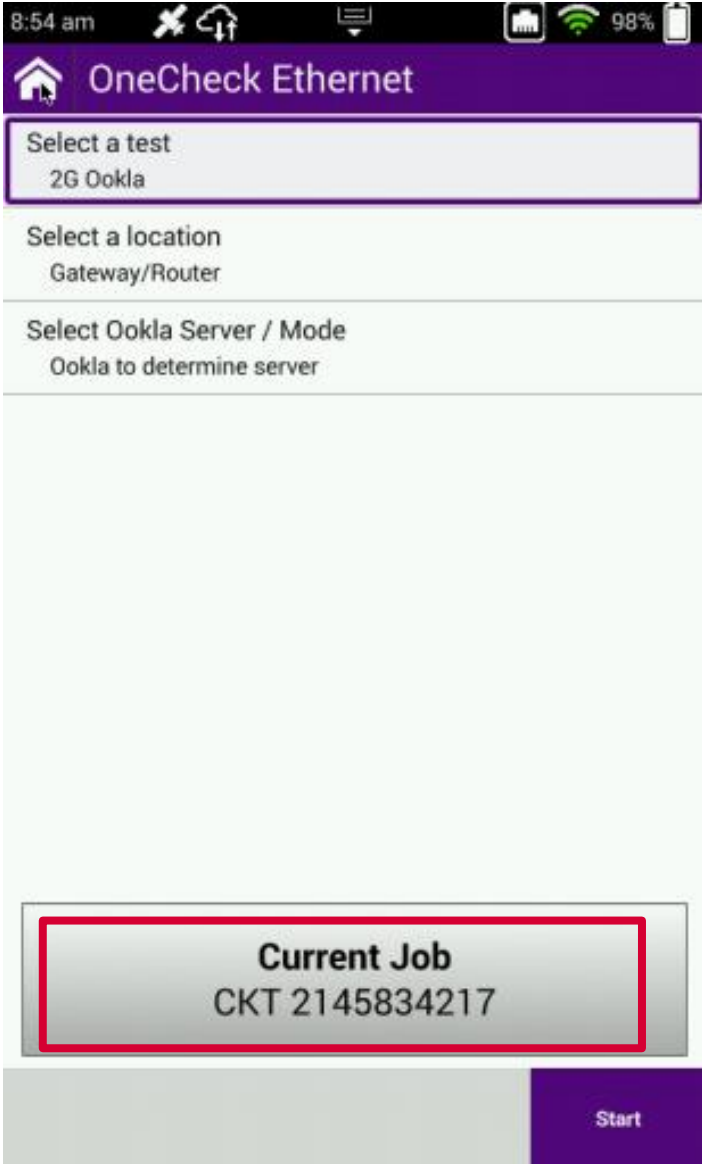 8:54 am
98%
OneCheck Ethernet
Select a test
2G Ookla
Select a location
Gateway/Router
Select Ookla Server / Mode
Ookla to determine server
Current Job
CKT 2145834217
Start